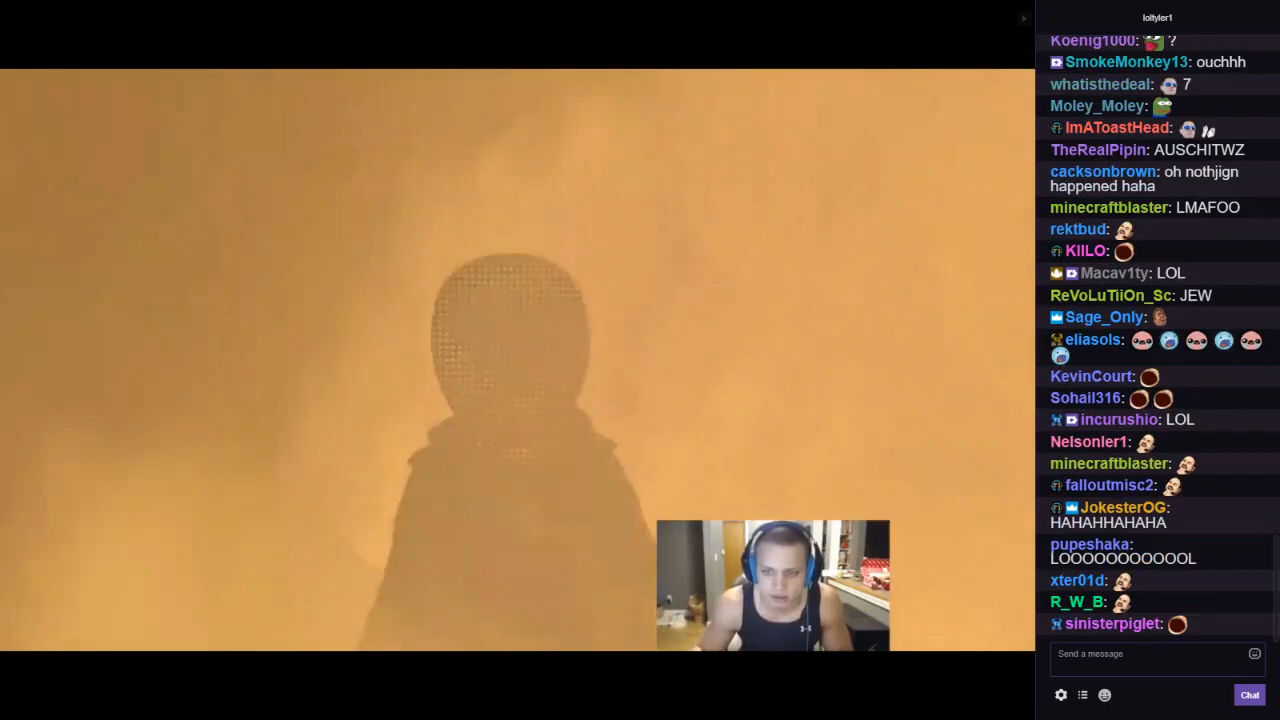 loltyler1
Koenig1000: ?
SmokeMonkey13: ouchhh
whatisthedeal: 7
Moley_Moley:
ImAToastHead:
TheRealPipin: AUSCHITWZ
cacksonbrown: oh nothjign
happened haha
minecraftblaster: LMAFOO
rektbud:
KIILO:
Macav1ty: LOL
ReVoLuTiiOn_Sc: JEW
Sage_Only:
eliasols:
KevinCourt:
Sohail316:
incurushio: LOL
Nelsonler1:
minecraftblaster:
falloutmisc2:
JokesterOG:
HAHAHHAHAHA
pupeshaka:
LOOOOOOOOOOOL
xter01d:
R_W_B:
sinisterpiglet:
Send a message
Chat